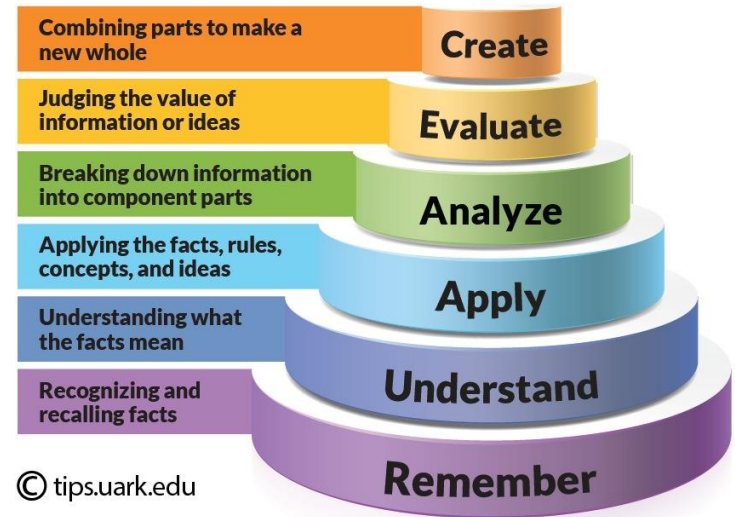 Combining parts to make a
new whole
Create
Judging the value of
information or ideas
Evaluate
Breaking down information
into component parts
Analyze
Applying the facts, rules,
concepts, and ideas
Apply
Understanding what
the facts mean
Understand
Recognizing and
recalling facts
Remember
© tips.uark.edu